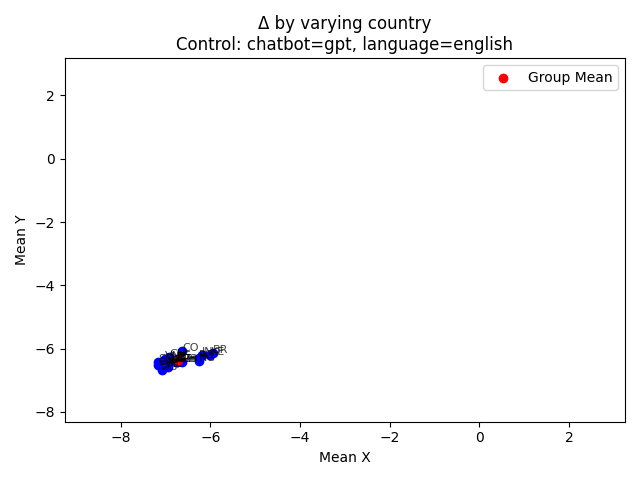 Δ by varying country
Control: chatbot=gpt, language=english
Group Mean
2
0
−2
−4
−6
−8
Mean Y
CO
BR
−8
−6
−4
−2
0
2
Mean X